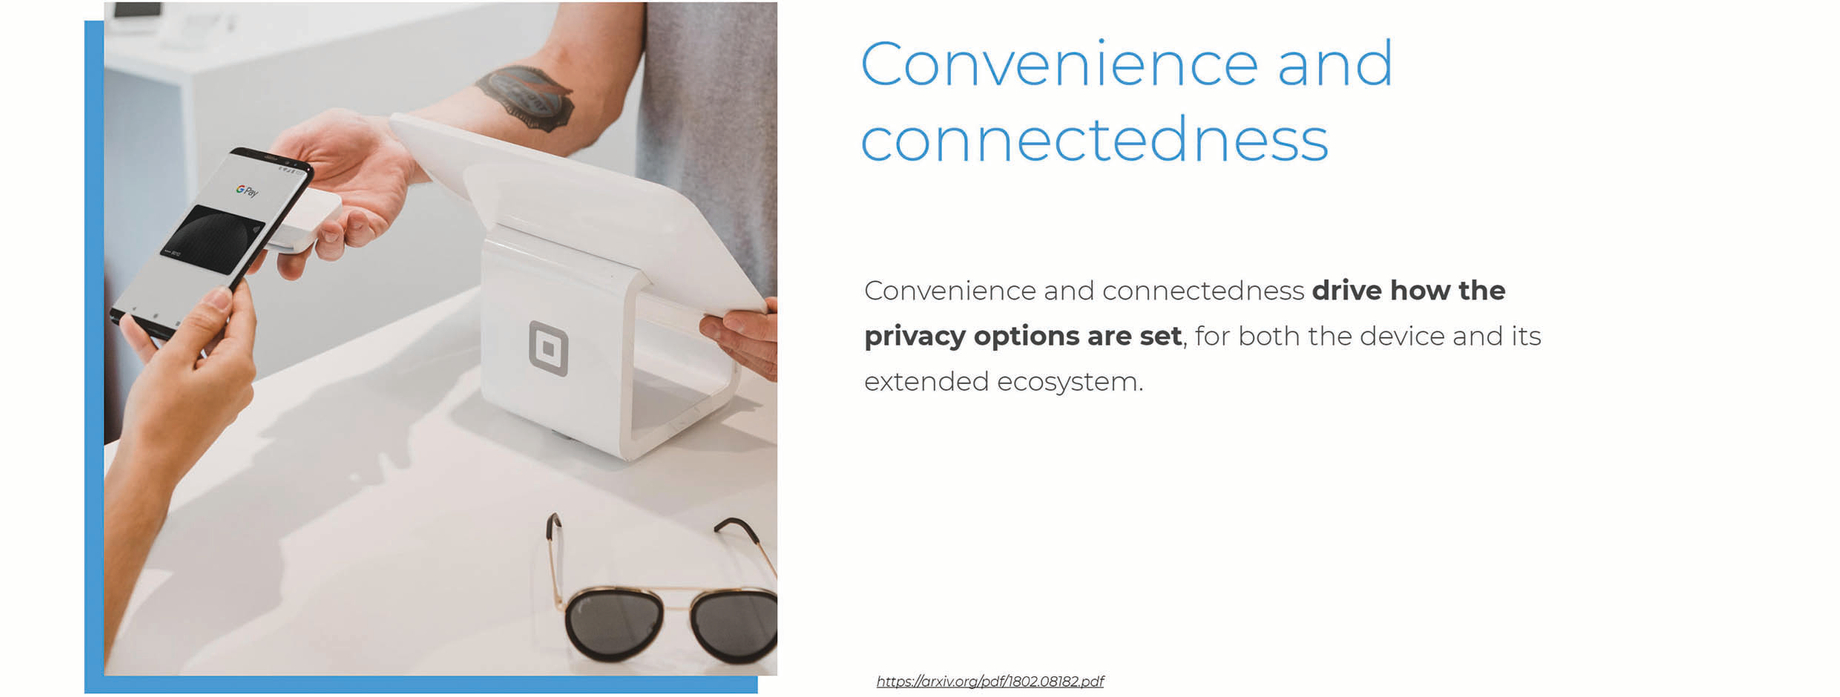 G Pay
Convenience and
connectedness
Convenience and connectedness drive how the
privacy options are set, for both the device and its
extended ecosystem.
https://arxiv.org/pdf/1802.08182.pdf